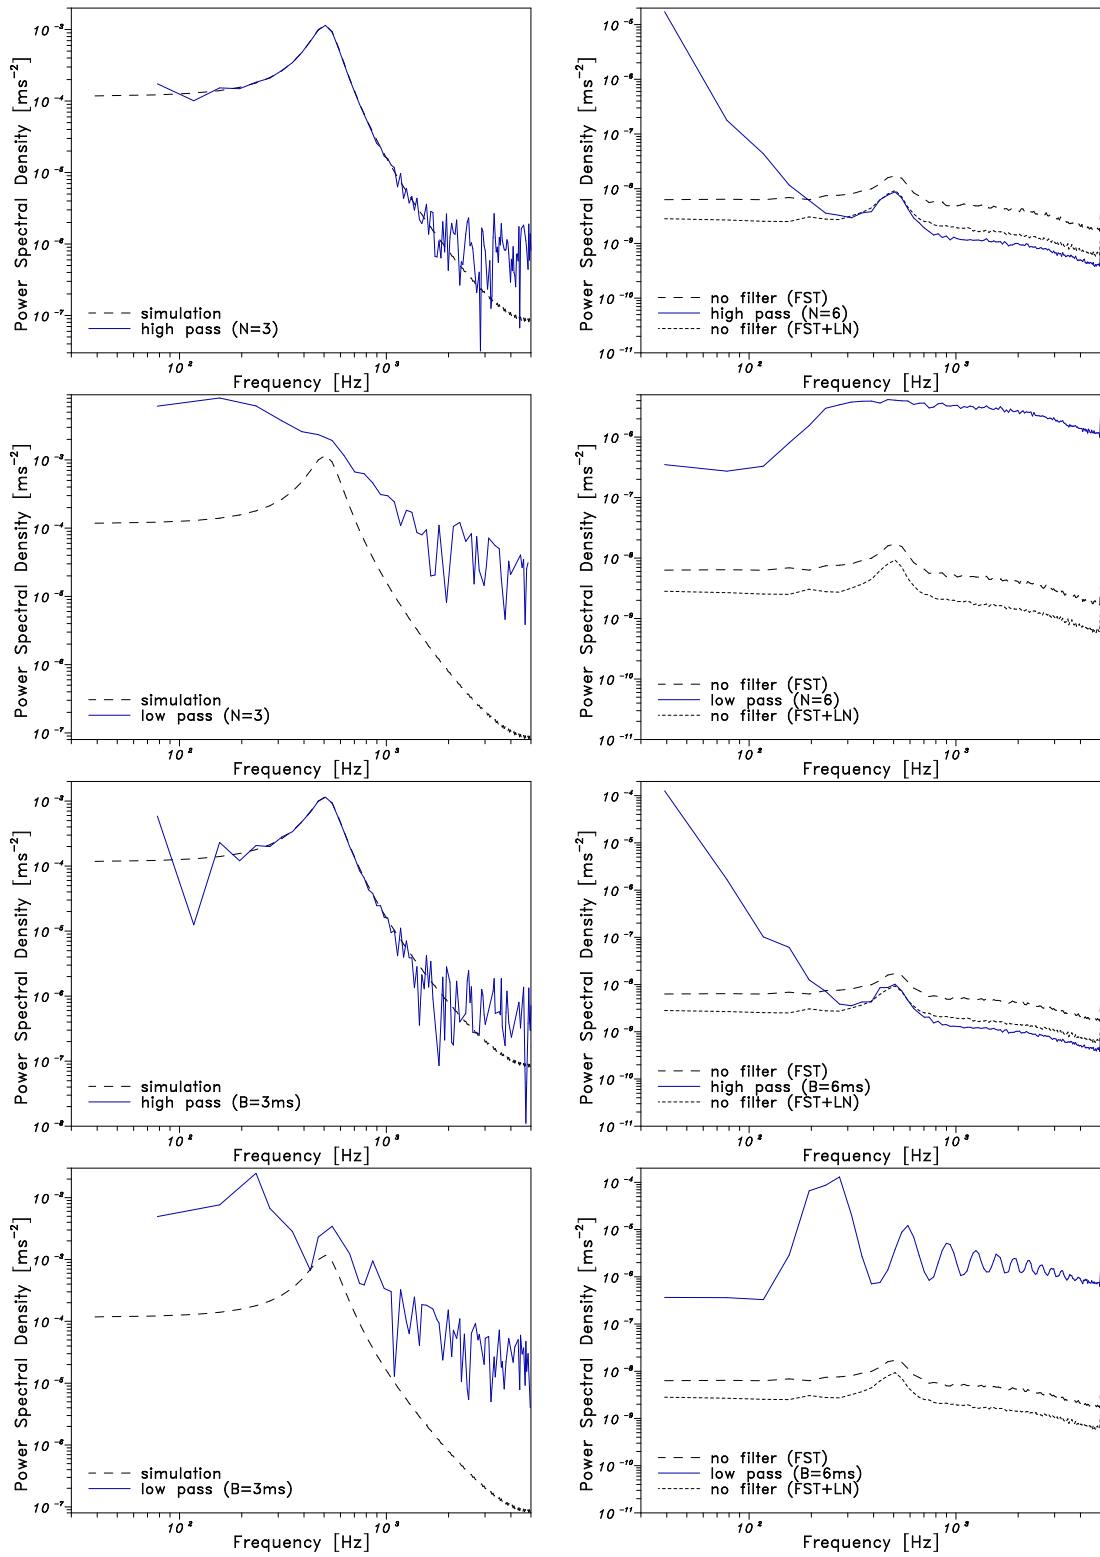 Power Spectral Density [ms⁻²]
10⁻³
10⁻⁴
10⁻⁵
10⁻⁶
10⁻⁷
simulation
high pass (N=3)
10²
10³
Frequency [Hz]
Power Spectral Density [ms⁻²]
10⁻⁵
10⁻⁶
10⁻⁷
10⁻⁸
10⁻⁹
10⁻¹⁰
10⁻¹¹
no filter (FST)
high pass (N=6)
no filter (FST+LN)
10²
10³
Frequency [Hz]
Power Spectral Density [ms⁻²]
10⁻³
10⁻⁴
10⁻⁵
10⁻⁶
10⁻⁷
simulation
low pass (N=3)
10²
10³
Frequency [Hz]
Power Spectral Density [ms⁻²]
10⁻⁶
10⁻⁷
10⁻⁸
10⁻⁹
10⁻¹⁰
10⁻¹¹
no filter (FST)
low pass (N=6)
no filter (FST+LN)
10²
10³
Frequency [Hz]
Power Spectral Density [ms⁻²]
10⁻³
10⁻⁴
10⁻⁵
10⁻⁶
10⁻⁷
10⁻⁸
simulation
high pass (B=3ms)
10²
10³
Frequency [Hz]
Power Spectral Density [ms⁻²]
10⁻⁴
10⁻⁵
10⁻⁶
10⁻⁷
10⁻⁸
10⁻⁹
10⁻¹⁰
10⁻¹¹
no filter (FST)
high pass (B=6ms)
no filter (FST+LN)
10²
10³
Frequency [Hz]
Power Spectral Density [ms⁻²]
10⁻²
10⁻³
10⁻⁴
10⁻⁵
10⁻⁶
10⁻⁷
simulation
low pass (B=3ms)
10²
10³
Frequency [Hz]
Power Spectral Density [ms⁻²]
10⁻⁴
10⁻⁵
10⁻⁶
10⁻⁷
10⁻⁸
10⁻⁹
10⁻¹⁰
10⁻¹¹
no filter (FST)
low pass (B=6ms)
no filter (FST+LN)
10²
10³
Frequency [Hz]